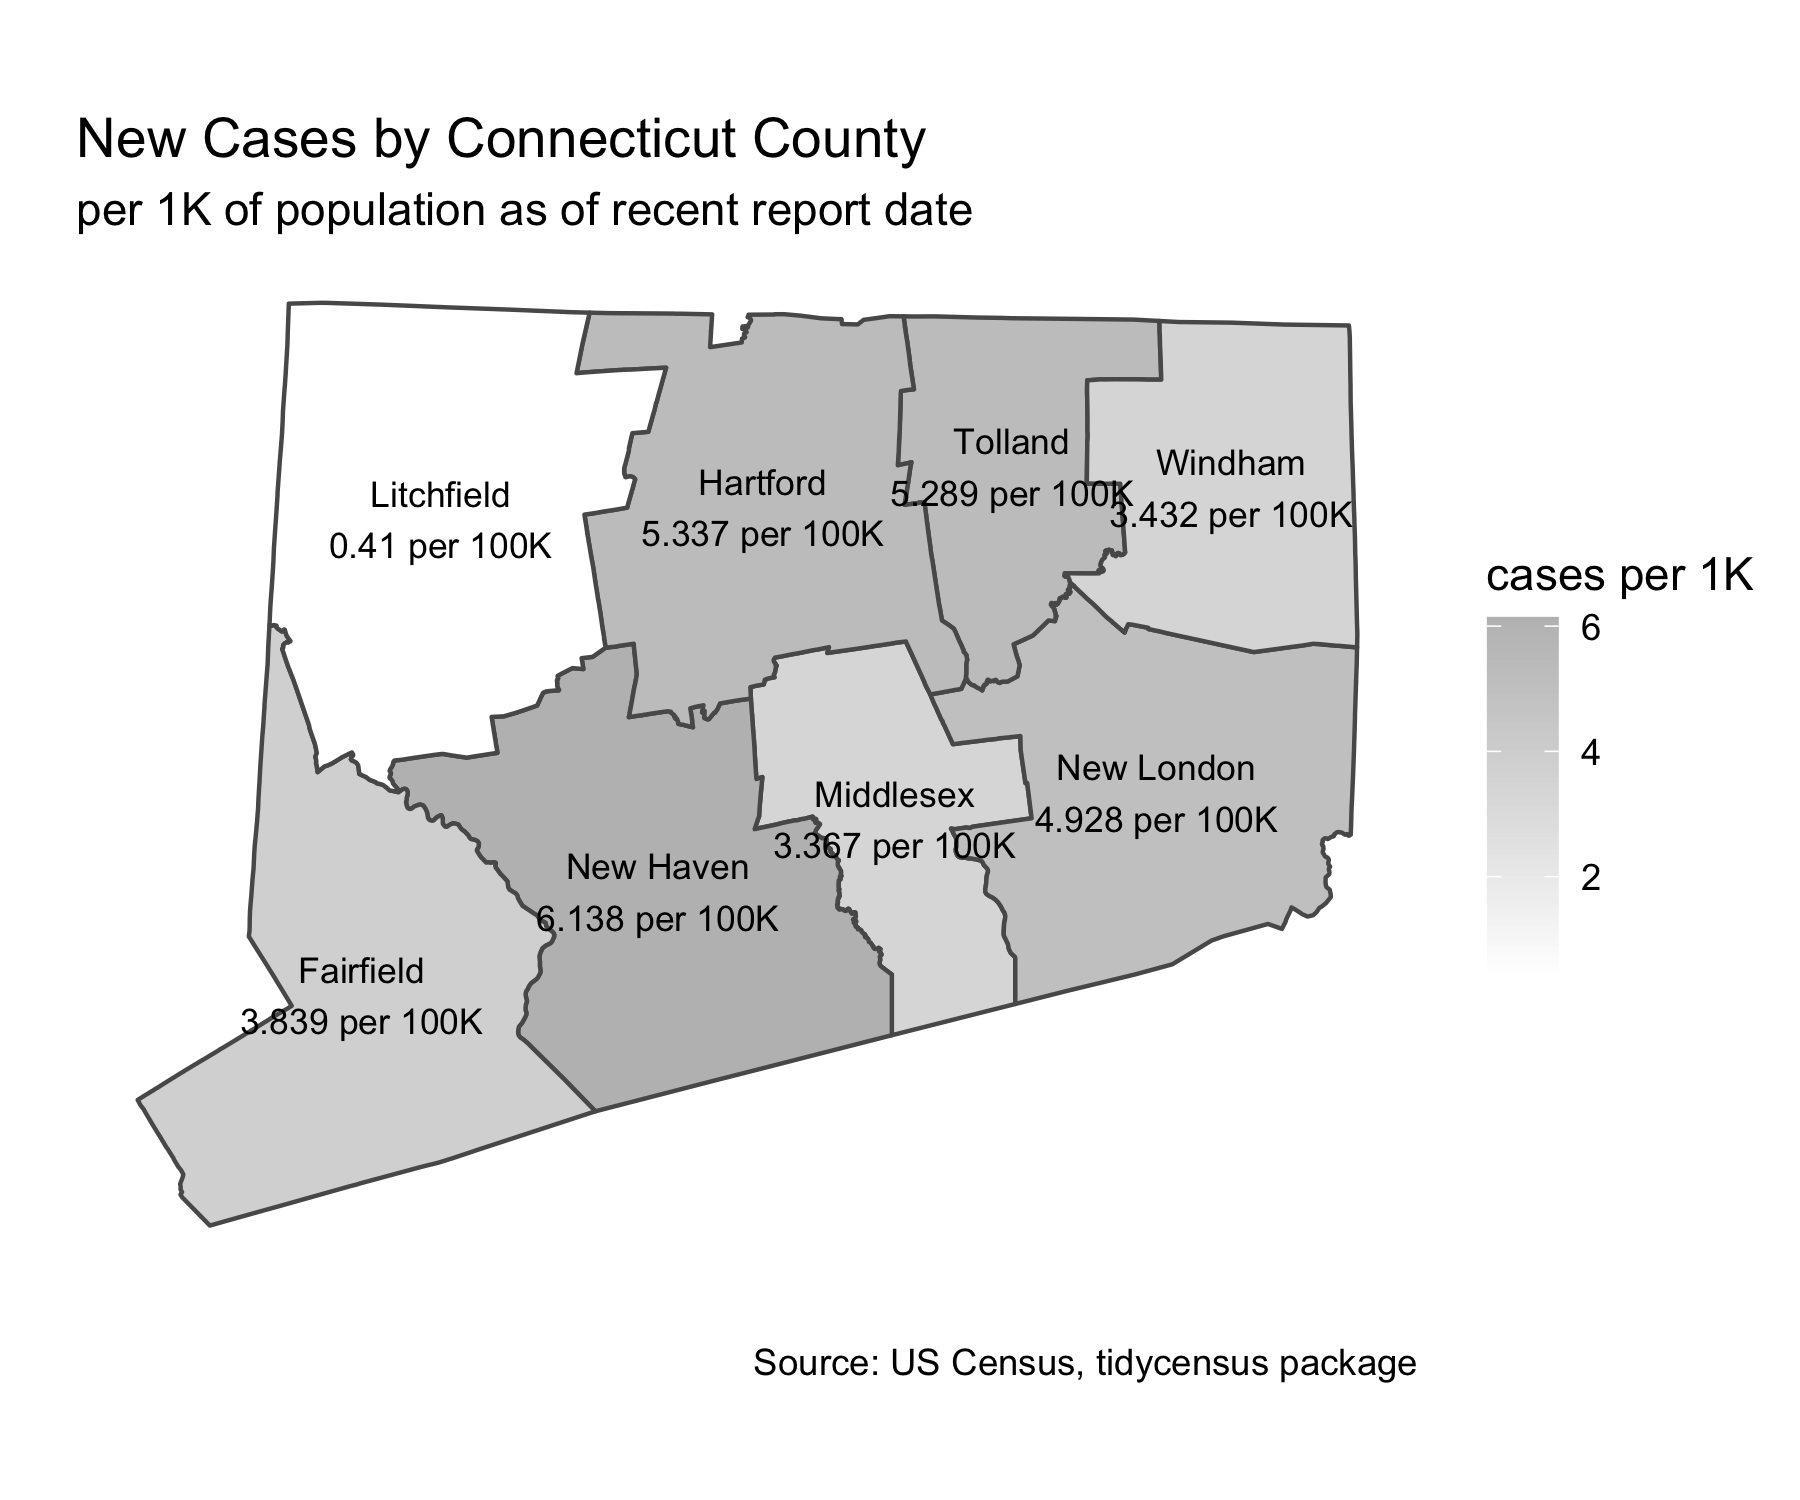 New Cases by Connecticut County
per 1K of population as of recent report date
Tolland
5.289 per 100K
Windham
3.432 per 100K
Litchfield
0.41 per 100K
Hartford
5.337 per 100K
cases per 1K
6
4
2
New London
4.928 per 100K
Middlesex
3.367 per 100K
New Haven
6.138 per 100K
Fairfield
3.839 per 100K
Source: US Census, tidycensus package